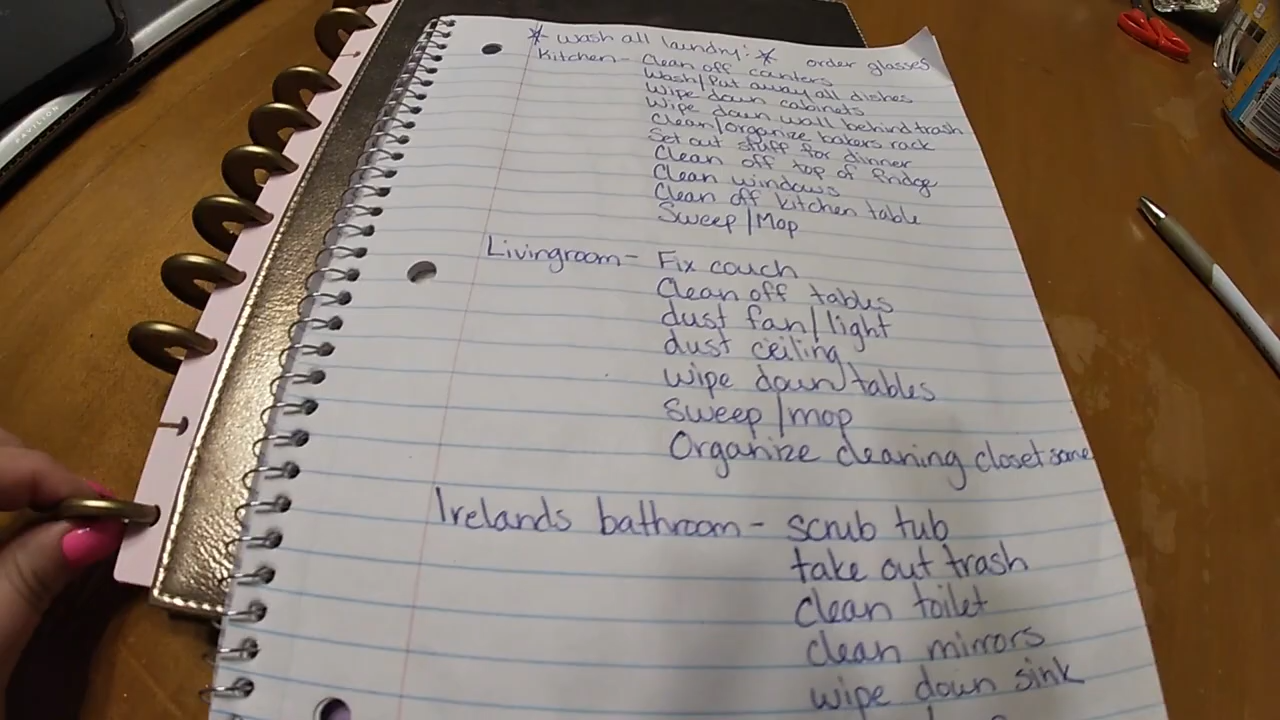 PAVILION
* wash all laundry: * order glasses
Kitchen - Clean off canters
Wash/Put away all dishes
Wipe down cabinets
Wipe down wall behind trash
Clean/organize bakers rack
Set out stuff for dinner
Clean off top of fridge
Clean windows
Clean off kitchen table
Sweep/Mop
Livingroom - Fix couch
Clean off tables
dust fan/light
dust ceiling
wipe down tables
Sweep/mop
Organize cleaning closet some
Irelands bathroom - scrub tub
take out trash
clean toilet
clean mirrors
wipe down sink